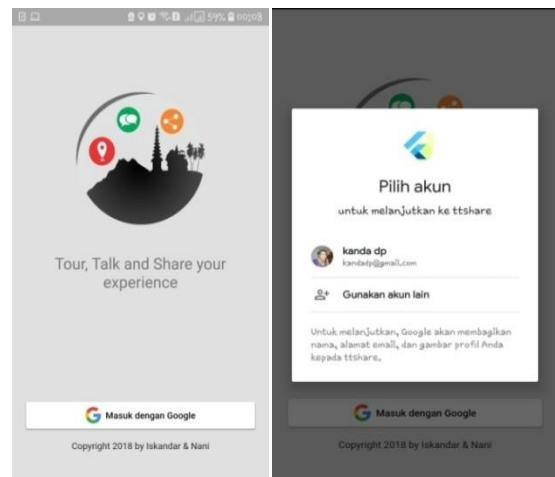 59% 00:03
Tour, Talk and Share your
experience
Masuk dengan Google
Copyright 2018 by Iskandar & Nani
Pilih akun
untuk melanjutkan ke ttshare
kanda dp
kandadp@gmail.com
Gunakan akun lain
Untuk melanjutkan, Google akan membagikan
nama, alamat email, dan gambar profil Anda
kepada ttshare.
Masuk dengan Google
Copyright 2018 by Iskandar & Nani